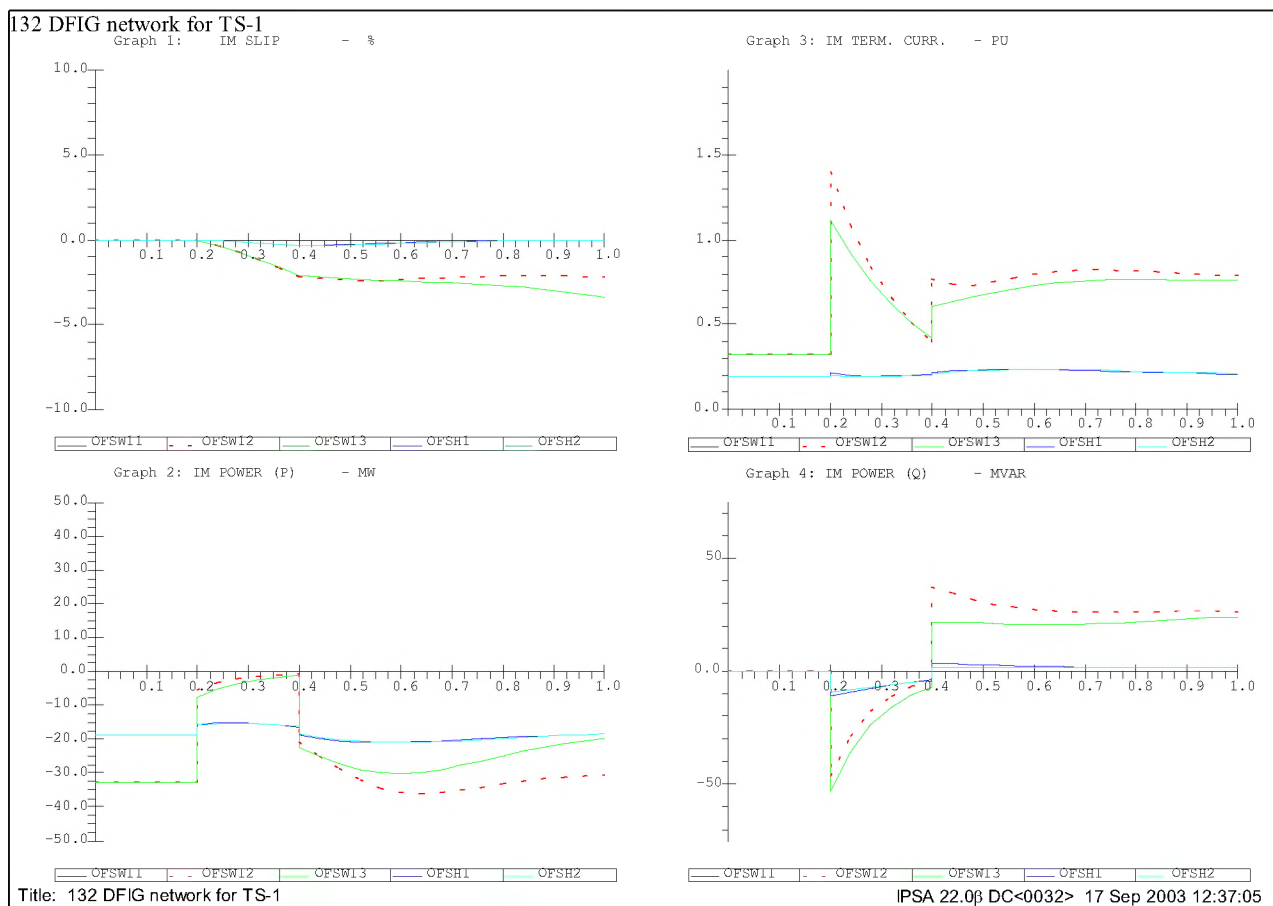 132 DFIG network for TS-1
Graph 1: IM SLIP - %
10.0
5.0
0.0
-5.0
-10.0
0.1 0.2 0.3 0.4 0.5 0.6 0.7 0.8 0.9 1.0
OFSW11 OFSW12 OFSW13 OFSH1 OFSH2
Graph 3: IM TERM. CURR. - PU
1.5
1.0
0.5
0.0
0.1 0.2 0.3 0.4 0.5 0.6 0.7 0.8 0.9 1.0
OFSW11 OFSW12 OFSW13 OFSH1 OFSH2
Graph 2: IM POWER (P) - MW
50.0
40.0
30.0
20.0
10.0
0.0
-10.0
-20.0
-30.0
-40.0
-50.0
0.1 0.2 0.3 0.4 0.5 0.6 0.7 0.8 0.9 1.0
OFSW11 OFSW12 OFSW13 OFSH1 OFSH2
Graph 4: IM POWER (Q) - MVAR
50
0.0
-50
0.1 0.2 0.3 0.4 0.5 0.6 0.7 0.8 0.9 1.0
OFSW11 OFSW12 OFSW13 OFSH1 OFSH2
Title: 132 DFIG network for TS-1
IPSA 22.0β DC<0032> 17 Sep 2003 12:37:05